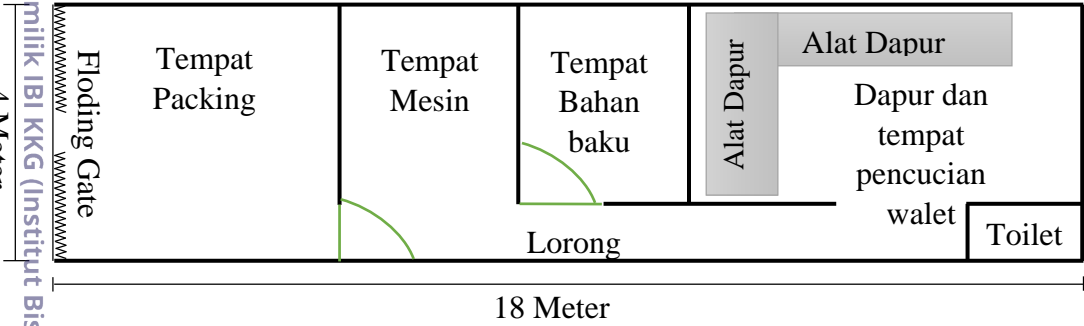 milik IBI KKG (Institut Bis
4 Meter
Floding Gate
Tempat
Packing
Tempat
Mesin
Tempat
Bahan
baku
Alat Dapur
Alat Dapur
Dapur dan
tempat
pencucian
walet
Toilet
Lorong
18 Meter